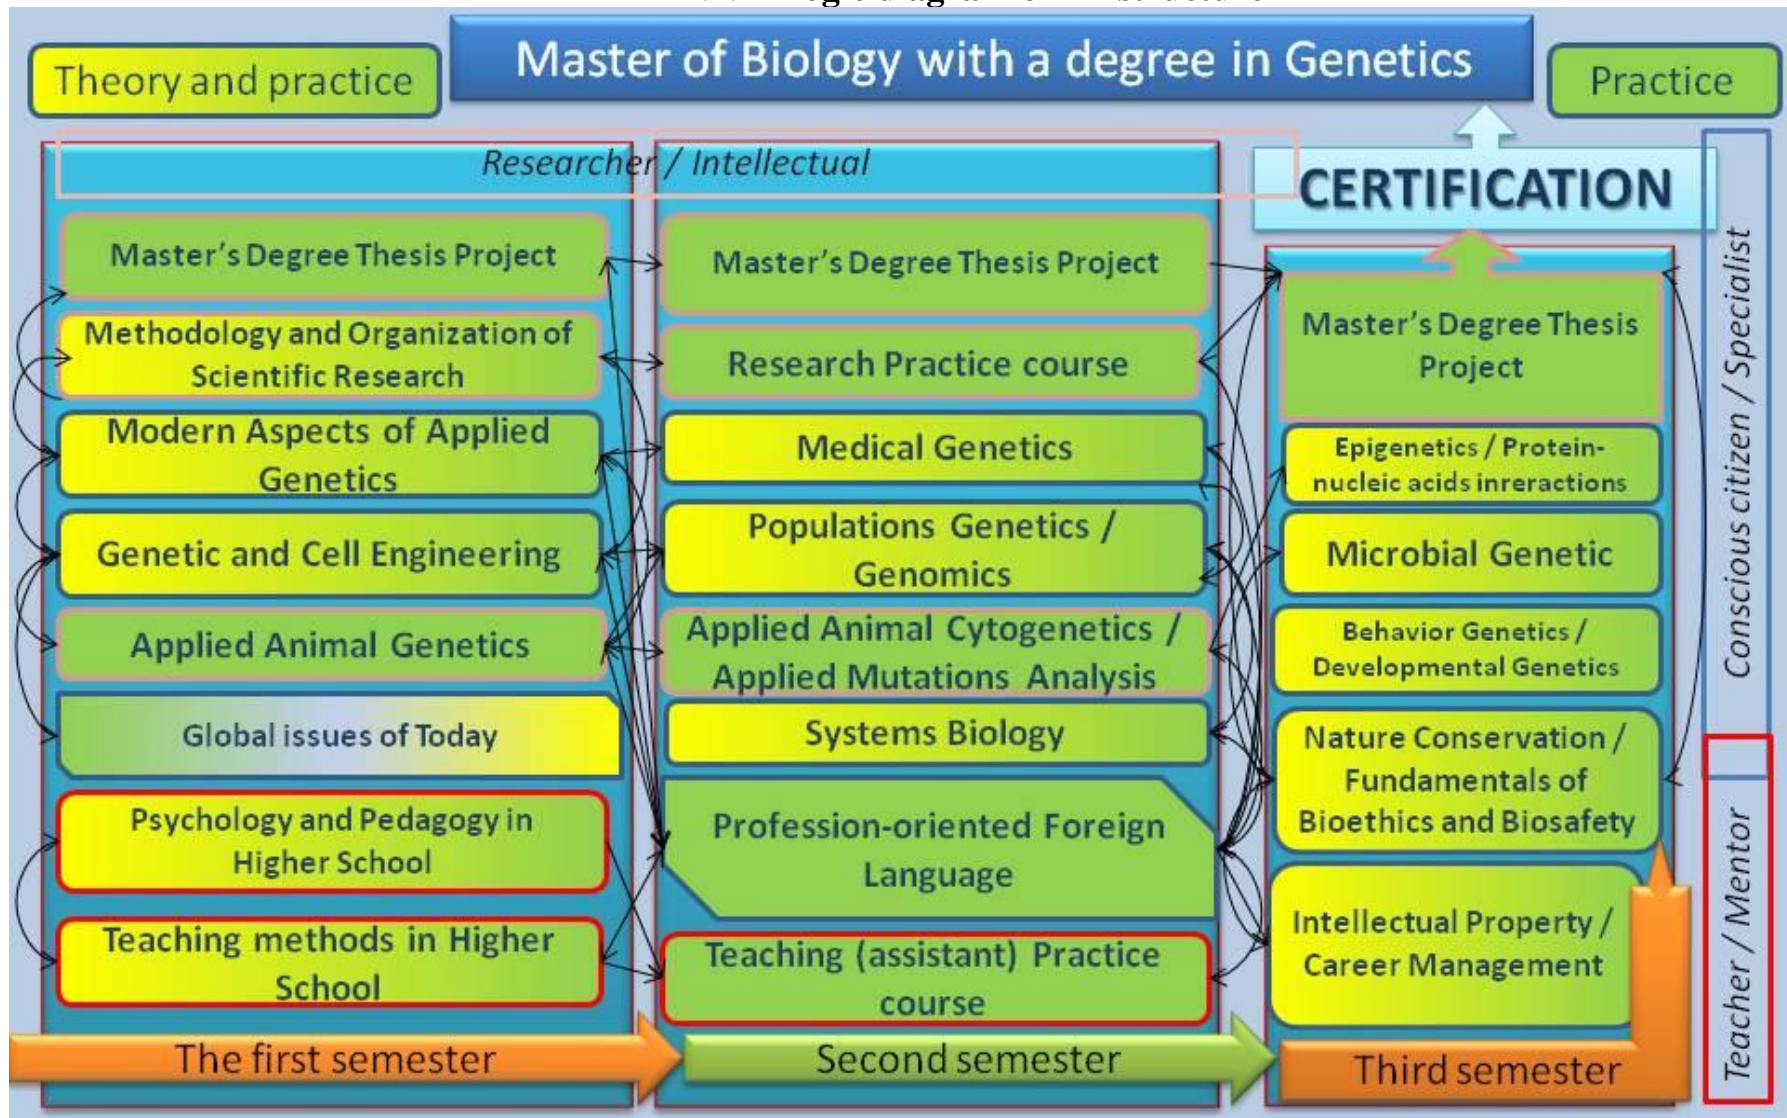 Master of Biology with a degree in Genetics
Theory and practice
Practice
Researcher / Intellectual
CERTIFICATION
Master's Degree Thesis Project
Methodology and Organization of
Scientific Research
Modern Aspects of Applied
Genetics
Genetic and Cell Engineering
Applied Animal Genetics
Global issues of Today
Psychology and Pedagogy in
Higher School
Teaching methods in Higher
School
The first semester
Master's Degree Thesis Project
Research Practice course
Medical Genetics
Populations Genetics /
Genomics
Applied Animal Cytogenetics /
Applied Mutations Analysis
Systems Biology
Profession-oriented Foreign
Language
Teaching (assistant) Practice
course
Second semester
Master's Degree Thesis
Project
Epigenetics / Protein-
nucleic acids inreractions
Microbial Genetic
Behavior Genetics /
Developmental Genetics
Nature Conservation /
Fundamentals of
Bioethics and Biosafety
Intellectual Property /
Career Management
Third semester
Conscious citizen / Specialist
Teacher / Mentor